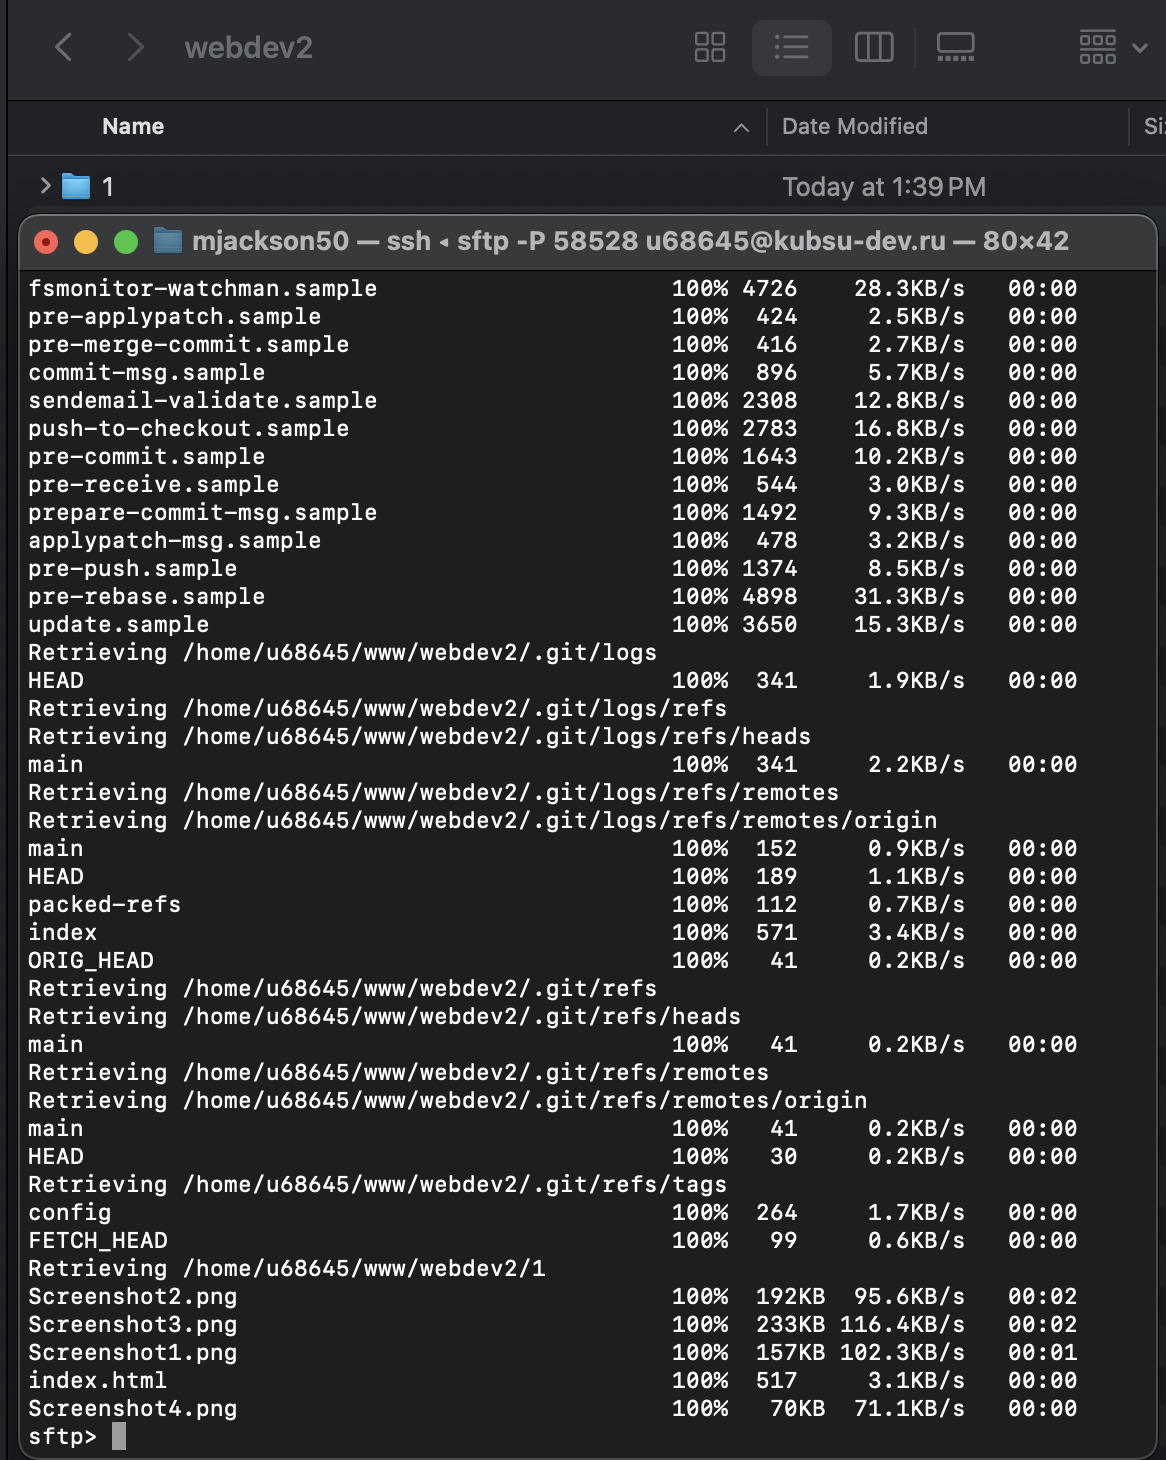 webdev2
Name Date Modified
1 Today at 1:39 PM
mjackson50 — ssh ◂ sftp -P 58528 u68645@kubsu-dev.ru — 80×42
fsmonitor-watchman.sample 100% 4726 28.3KB/s 00:00
pre-applypatch.sample 100% 424 2.5KB/s 00:00
pre-merge-commit.sample 100% 416 2.7KB/s 00:00
commit-msg.sample 100% 896 5.7KB/s 00:00
sendemail-validate.sample 100% 2308 12.8KB/s 00:00
push-to-checkout.sample 100% 2783 16.8KB/s 00:00
pre-commit.sample 100% 1643 10.2KB/s 00:00
pre-receive.sample 100% 544 3.0KB/s 00:00
prepare-commit-msg.sample 100% 1492 9.3KB/s 00:00
applypatch-msg.sample 100% 478 3.2KB/s 00:00
pre-push.sample 100% 1374 8.5KB/s 00:00
pre-rebase.sample 100% 4898 31.3KB/s 00:00
update.sample 100% 3650 15.3KB/s 00:00
Retrieving /home/u68645/www/webdev2/.git/logs
HEAD 100% 341 1.9KB/s 00:00
Retrieving /home/u68645/www/webdev2/.git/logs/refs
Retrieving /home/u68645/www/webdev2/.git/logs/refs/heads
main 100% 341 2.2KB/s 00:00
Retrieving /home/u68645/www/webdev2/.git/logs/refs/remotes
Retrieving /home/u68645/www/webdev2/.git/logs/refs/remotes/origin
main 100% 152 0.9KB/s 00:00
HEAD 100% 189 1.1KB/s 00:00
packed-refs 100% 112 0.7KB/s 00:00
index 100% 571 3.4KB/s 00:00
ORIG_HEAD 100% 41 0.2KB/s 00:00
Retrieving /home/u68645/www/webdev2/.git/refs
Retrieving /home/u68645/www/webdev2/.git/refs/heads
main 100% 41 0.2KB/s 00:00
Retrieving /home/u68645/www/webdev2/.git/refs/remotes
Retrieving /home/u68645/www/webdev2/.git/refs/remotes/origin
main 100% 41 0.2KB/s 00:00
HEAD 100% 30 0.2KB/s 00:00
Retrieving /home/u68645/www/webdev2/.git/refs/tags
config 100% 264 1.7KB/s 00:00
FETCH_HEAD 100% 99 0.6KB/s 00:00
Retrieving /home/u68645/www/webdev2/1
Screenshot2.png 100% 192KB 95.6KB/s 00:02
Screenshot3.png 100% 233KB 116.4KB/s 00:02
Screenshot1.png 100% 157KB 102.3KB/s 00:01
index.html 100% 517 3.1KB/s 00:00
Screenshot4.png 100% 70KB 71.1KB/s 00:00
sftp>